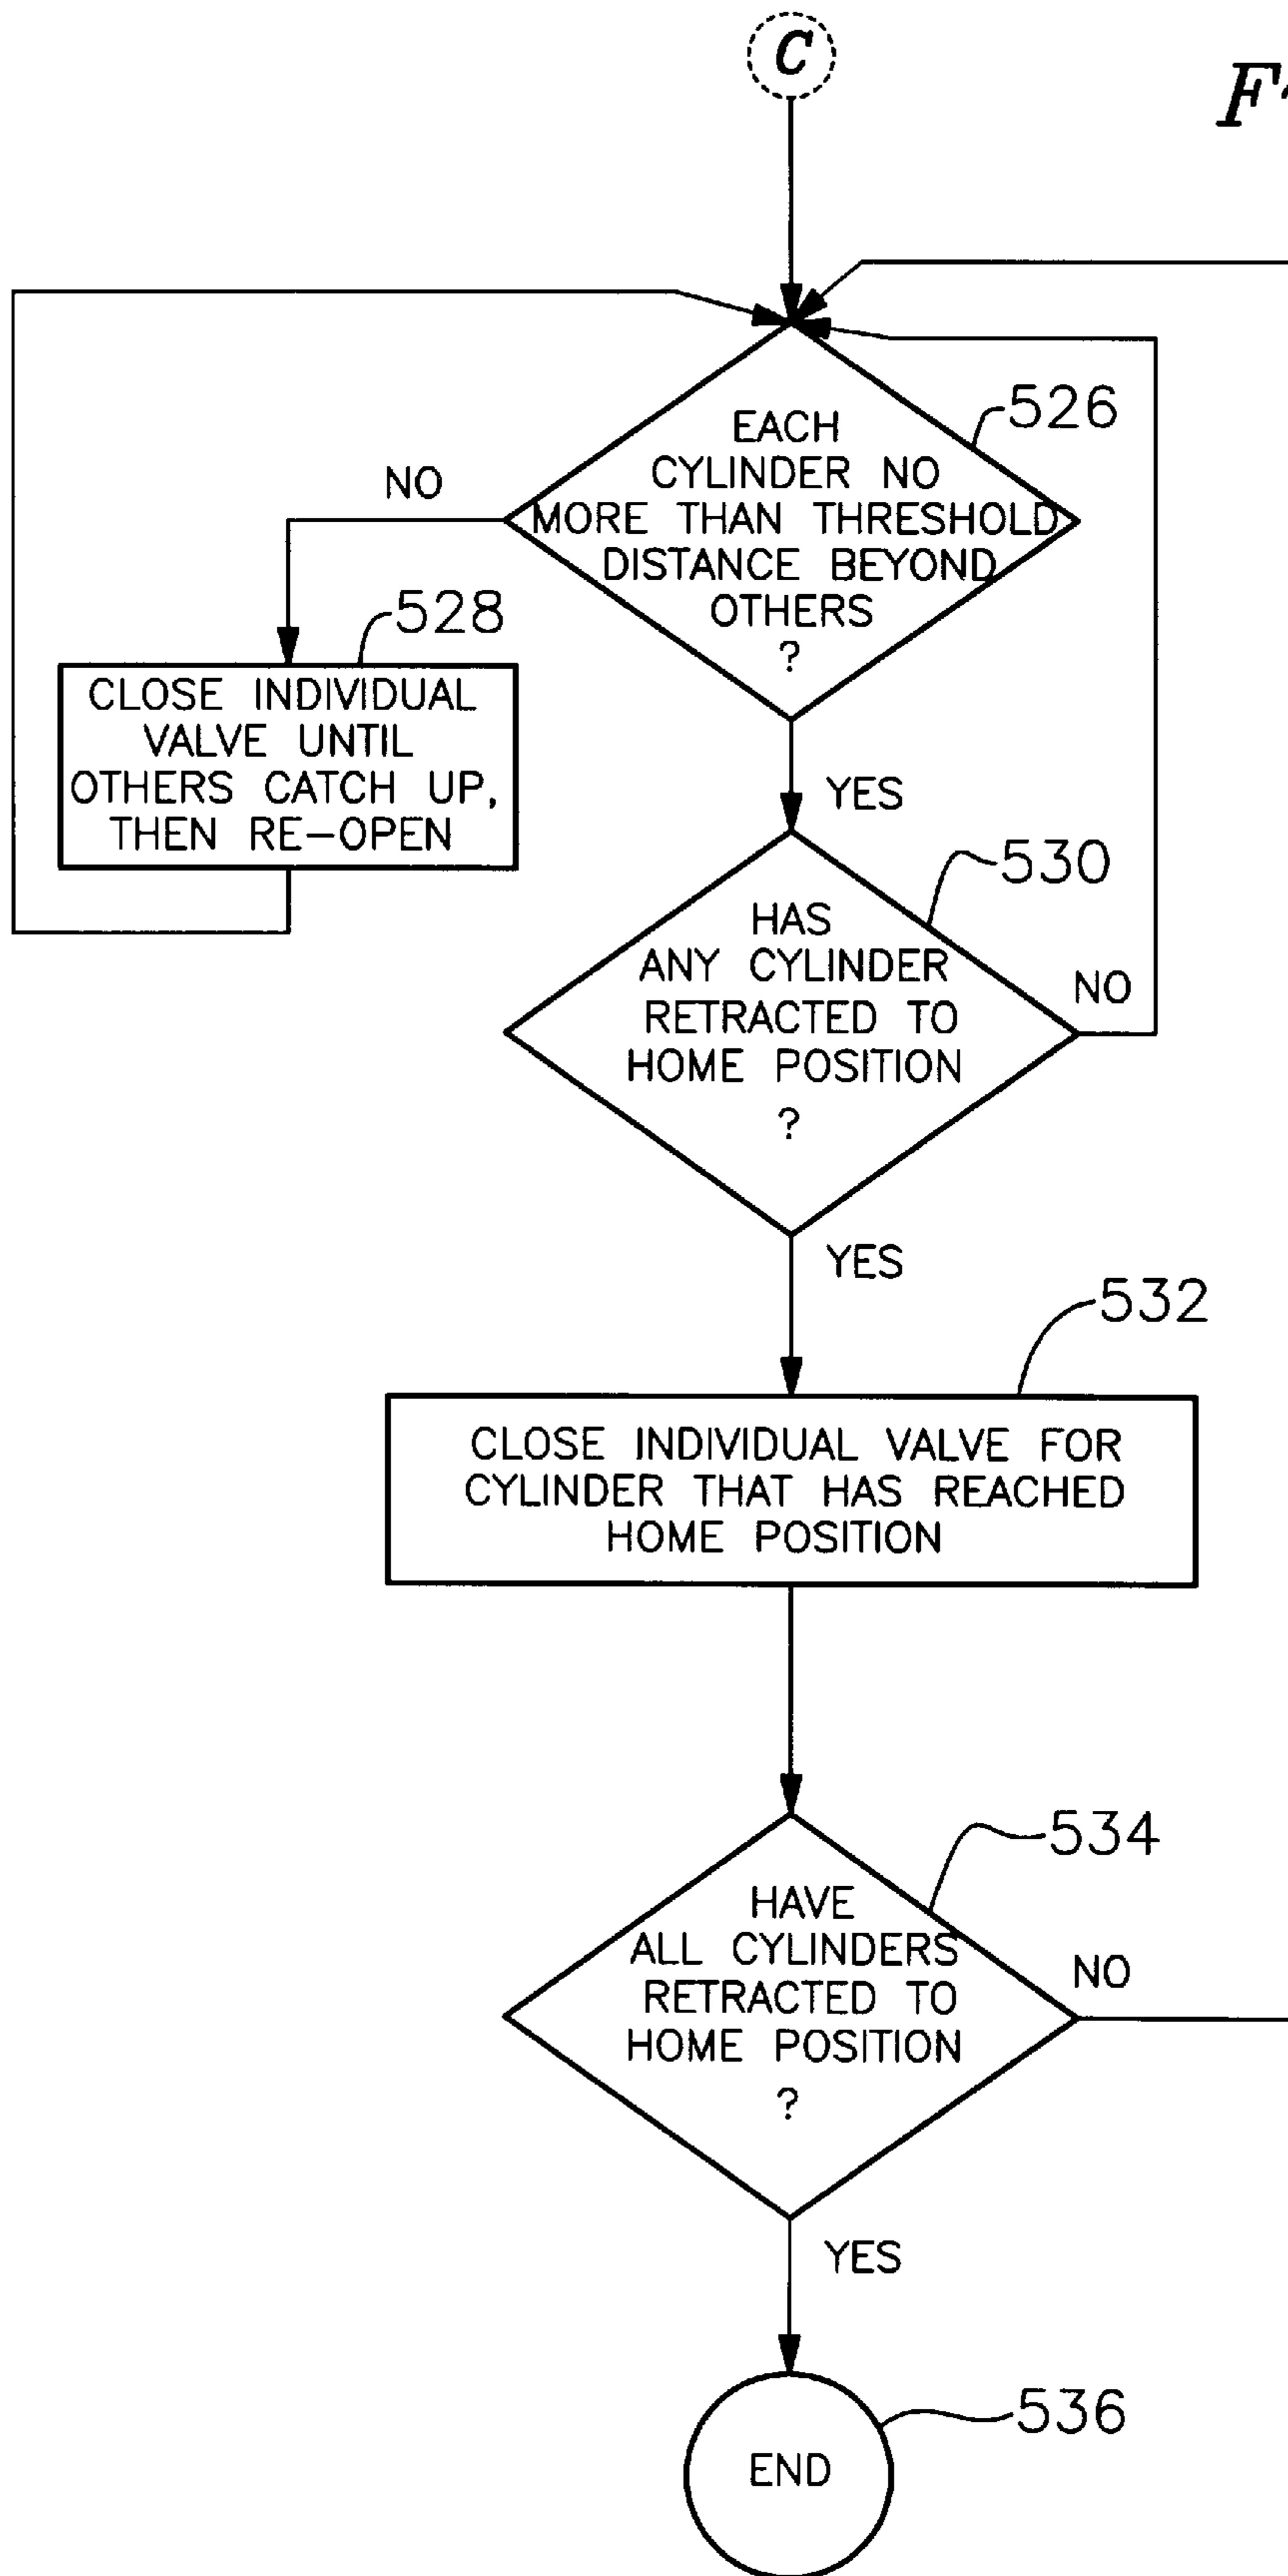 C
F
EACH
CYLINDER NO
MORE THAN THRESHOLD
DISTANCE BEYOND
OTHERS
?
526
NO
528
CLOSE INDIVIDUAL
VALVE UNTIL
OTHERS CATCH UP,
THEN RE-OPEN
YES
530
HAS
ANY CYLINDER
RETRACTED TO
HOME POSITION
?
NO
YES
532
CLOSE INDIVIDUAL VALVE FOR
CYLINDER THAT HAS REACHED
HOME POSITION
534
HAVE
ALL CYLINDERS
RETRACTED TO
HOME POSITION
?
NO
YES
536
END